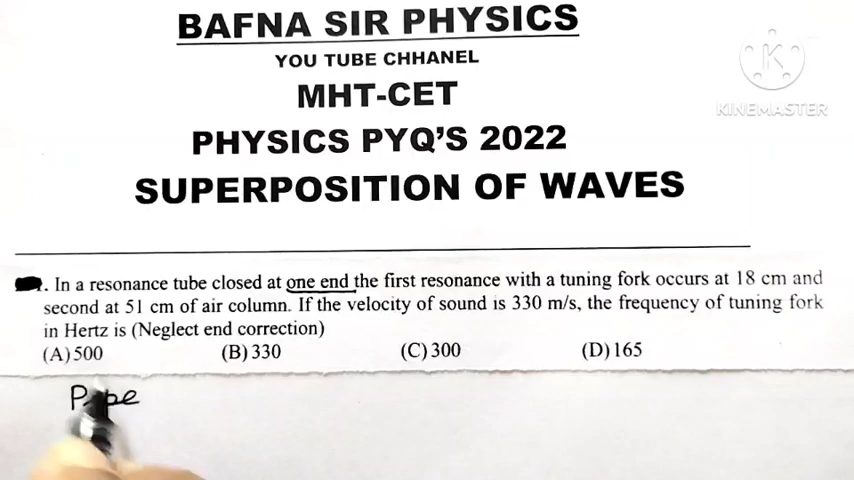 BAFNA SIR PHYSICS
YOU TUBE CHHANEL
MHT-CET
PHYSICS PYQ'S 2022
SUPERPOSITION OF WAVES
K
KINEMASTER
. In a resonance tube closed at one end the first resonance with a tuning fork occurs at 18 cm and
second at 51 cm of air column. If the velocity of sound is 330 m/s, the frequency of tuning fork
in Hertz is (Neglect end correction)
(A) 500 (B) 330 (C) 300 (D) 165